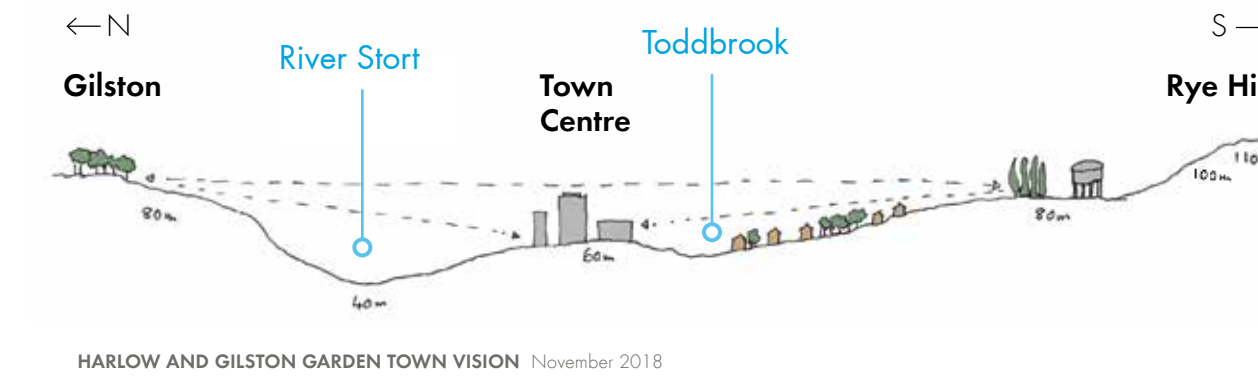 ←N
S
River Stort
Toddbrook
Gilston
Town
Centre
Rye Hi
80m
40m
60m
80m
100m
110
HARLOW AND GILSTON GARDEN TOWN VISION November 2018